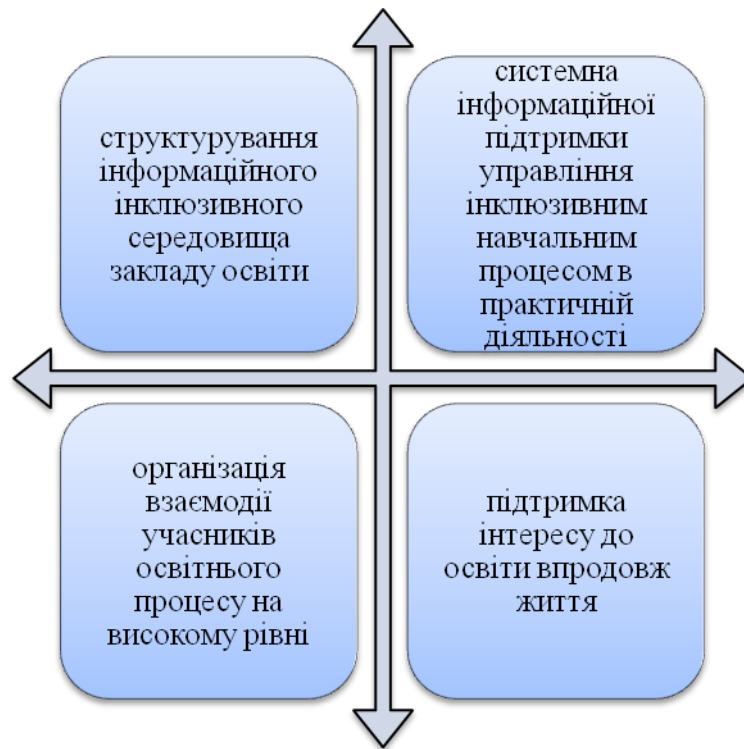 структурування
інформаційного
інклюзивного
середовища
закладу освіти
системна
інформаційної
підтримки
управління
інклюзивним
навчальним
процесом в
практичній
діяльності
організація
взаємодії
учасників
освітнього
процесу на
високому рівні
підтримка
інтересу до
освіти впродовж
життя